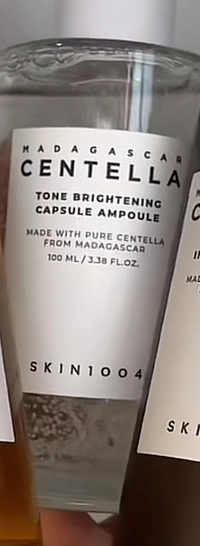 MADAGASCAR
CENTELLA
TONE BRIGHTENING
CAPSULE AMPOULE
MADE WITH PURE CENTELLA
FROM MADAGASCAR
100 ML / 3.38 FL.OZ.
SKIN1004